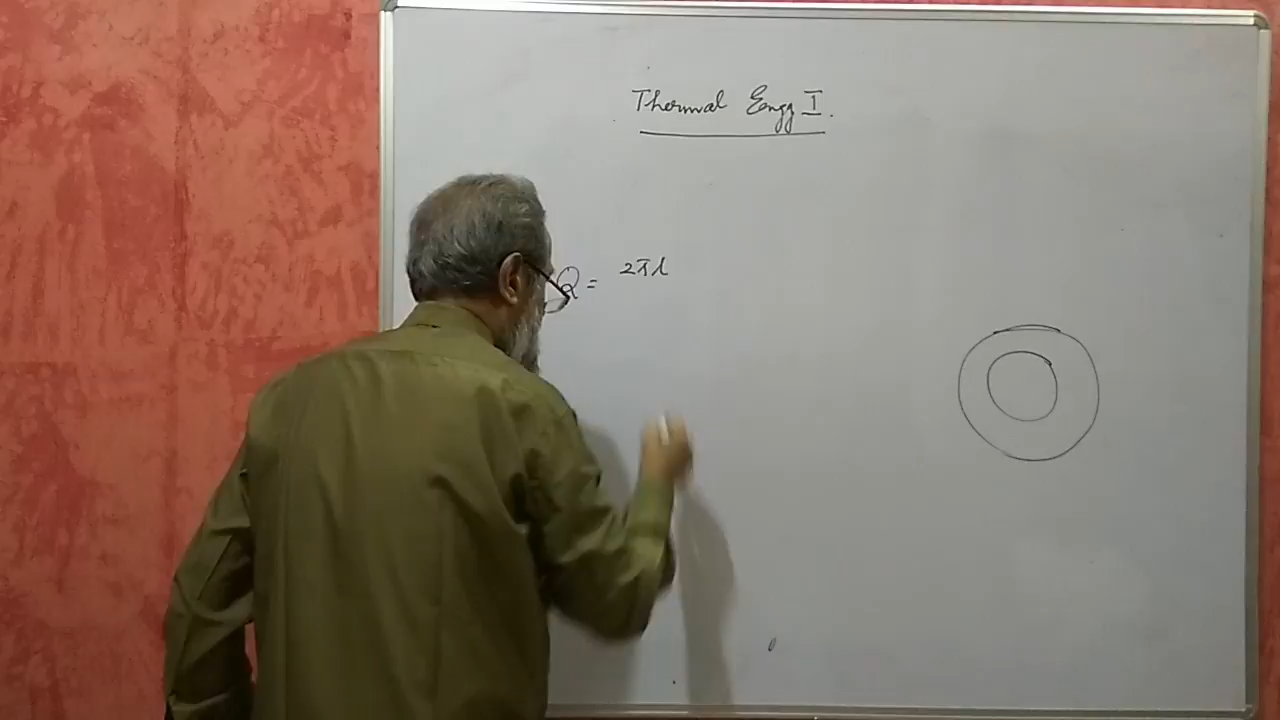 Thermal Engg I.
Q = 2πl